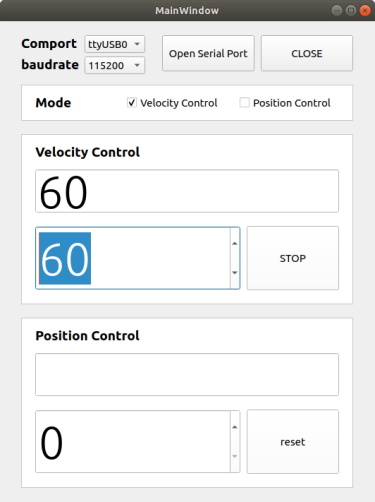 MainWindow
Comport ttyUSB0 Open Serial Port CLOSE
baudrate 115200
Mode Velocity Control Position Control
Velocity Control
60
60 STOP
Position Control
0 reset